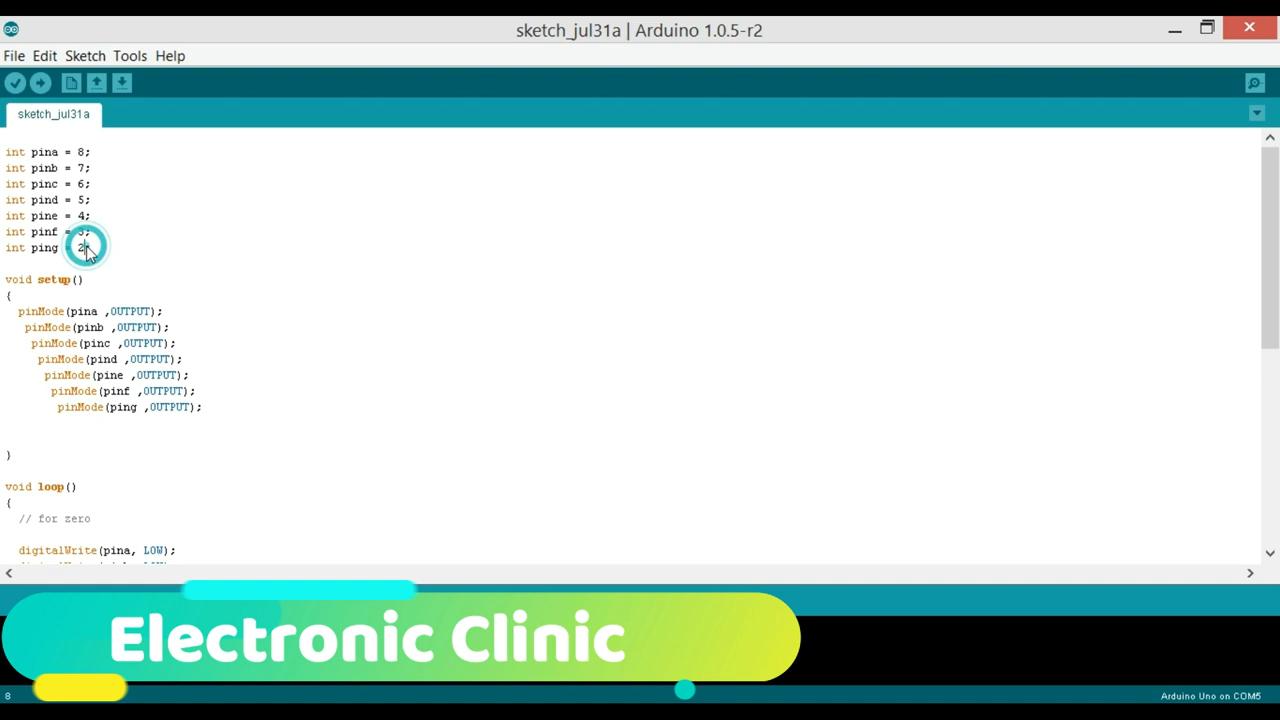 sketch_jul31a | Arduino 1.0.5-r2
File Edit Sketch Tools Help
sketch_jul31a
int pina = 8;
int pinb = 7;
int pinc = 6;
int pind = 5;
int pine = 4;
int pinf = 3;
int ping = 2;
void setup()
{
pinMode(pina ,OUTPUT);
pinMode(pinb ,OUTPUT);
pinMode(pinc ,OUTPUT);
pinMode(pind ,OUTPUT);
pinMode(pine ,OUTPUT);
pinMode(pinf ,OUTPUT);
pinMode(ping ,OUTPUT);
}
void loop()
{
// for zero
digitalWrite(pina, LOW);
Electronic Clinic
8
Arduino Uno on COM5